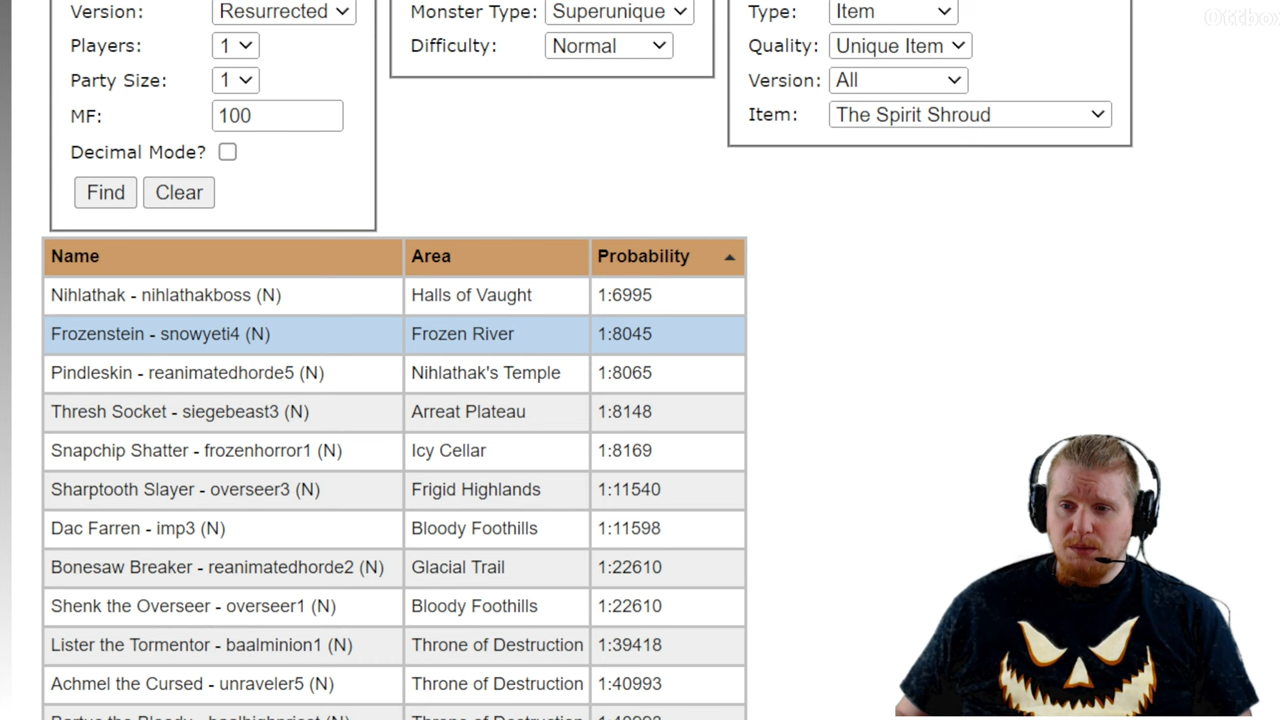 Ottbox
Version: Resurrected
Players: 1
Party Size: 1
MF: 100
Decimal Mode?
Find Clear
Monster Type: Superunique
Difficulty: Normal
Type: Item
Quality: Unique Item
Version: All
Item: The Spirit Shroud
Name Area Probability
Nihlathak - nihlathakboss (N) Halls of Vaught 1:6995
Frozenstein - snowyeti4 (N) Frozen River 1:8045
Pindleskin - reanimatedhorde5 (N) Nihlathak's Temple 1:8065
Thresh Socket - siegebeast3 (N) Arreat Plateau 1:8148
Snapchip Shatter - frozenhorror1 (N) Icy Cellar 1:8169
Sharptooth Slayer - overseer3 (N) Frigid Highlands 1:11540
Dac Farren - imp3 (N) Bloody Foothills 1:11598
Bonesaw Breaker - reanimatedhorde2 (N) Glacial Trail 1:22610
Shenk the Overseer - overseer1 (N) Bloody Foothills 1:22610
Lister the Tormentor - baalminion1 (N) Throne of Destruction 1:39418
Achmel the Cursed - unraveler5 (N) Throne of Destruction 1:40993